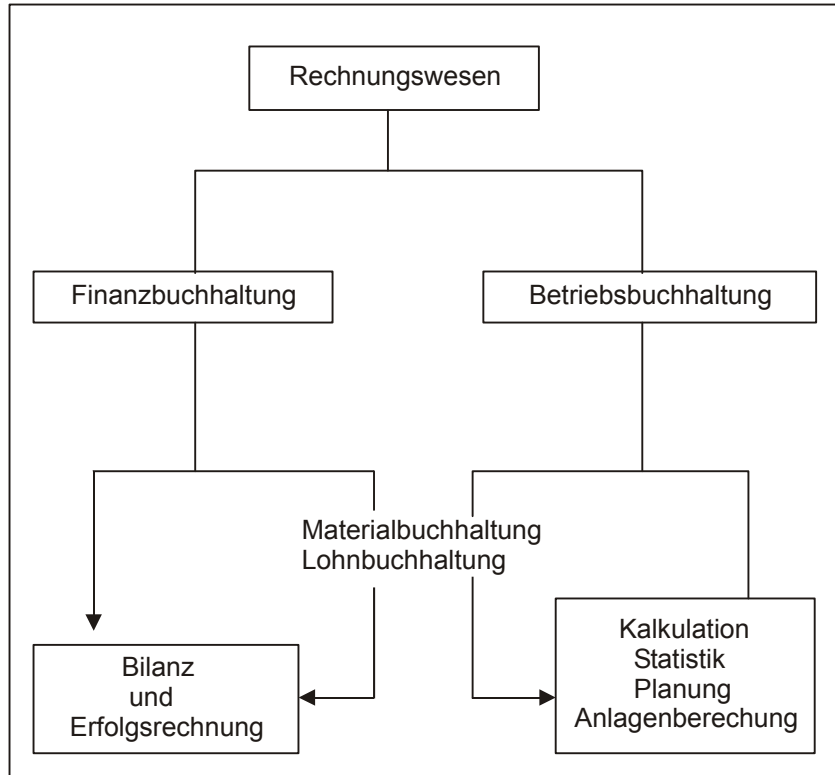 Rechnungswesen
Finanzbuchhaltung
Betriebsbuchhaltung
Materialbuchhaltung
Lohnbuchhaltung
Bilanz
und
Erfolgsrechnung
Kalkulation
Statistik
Planung
Anlagenberechung